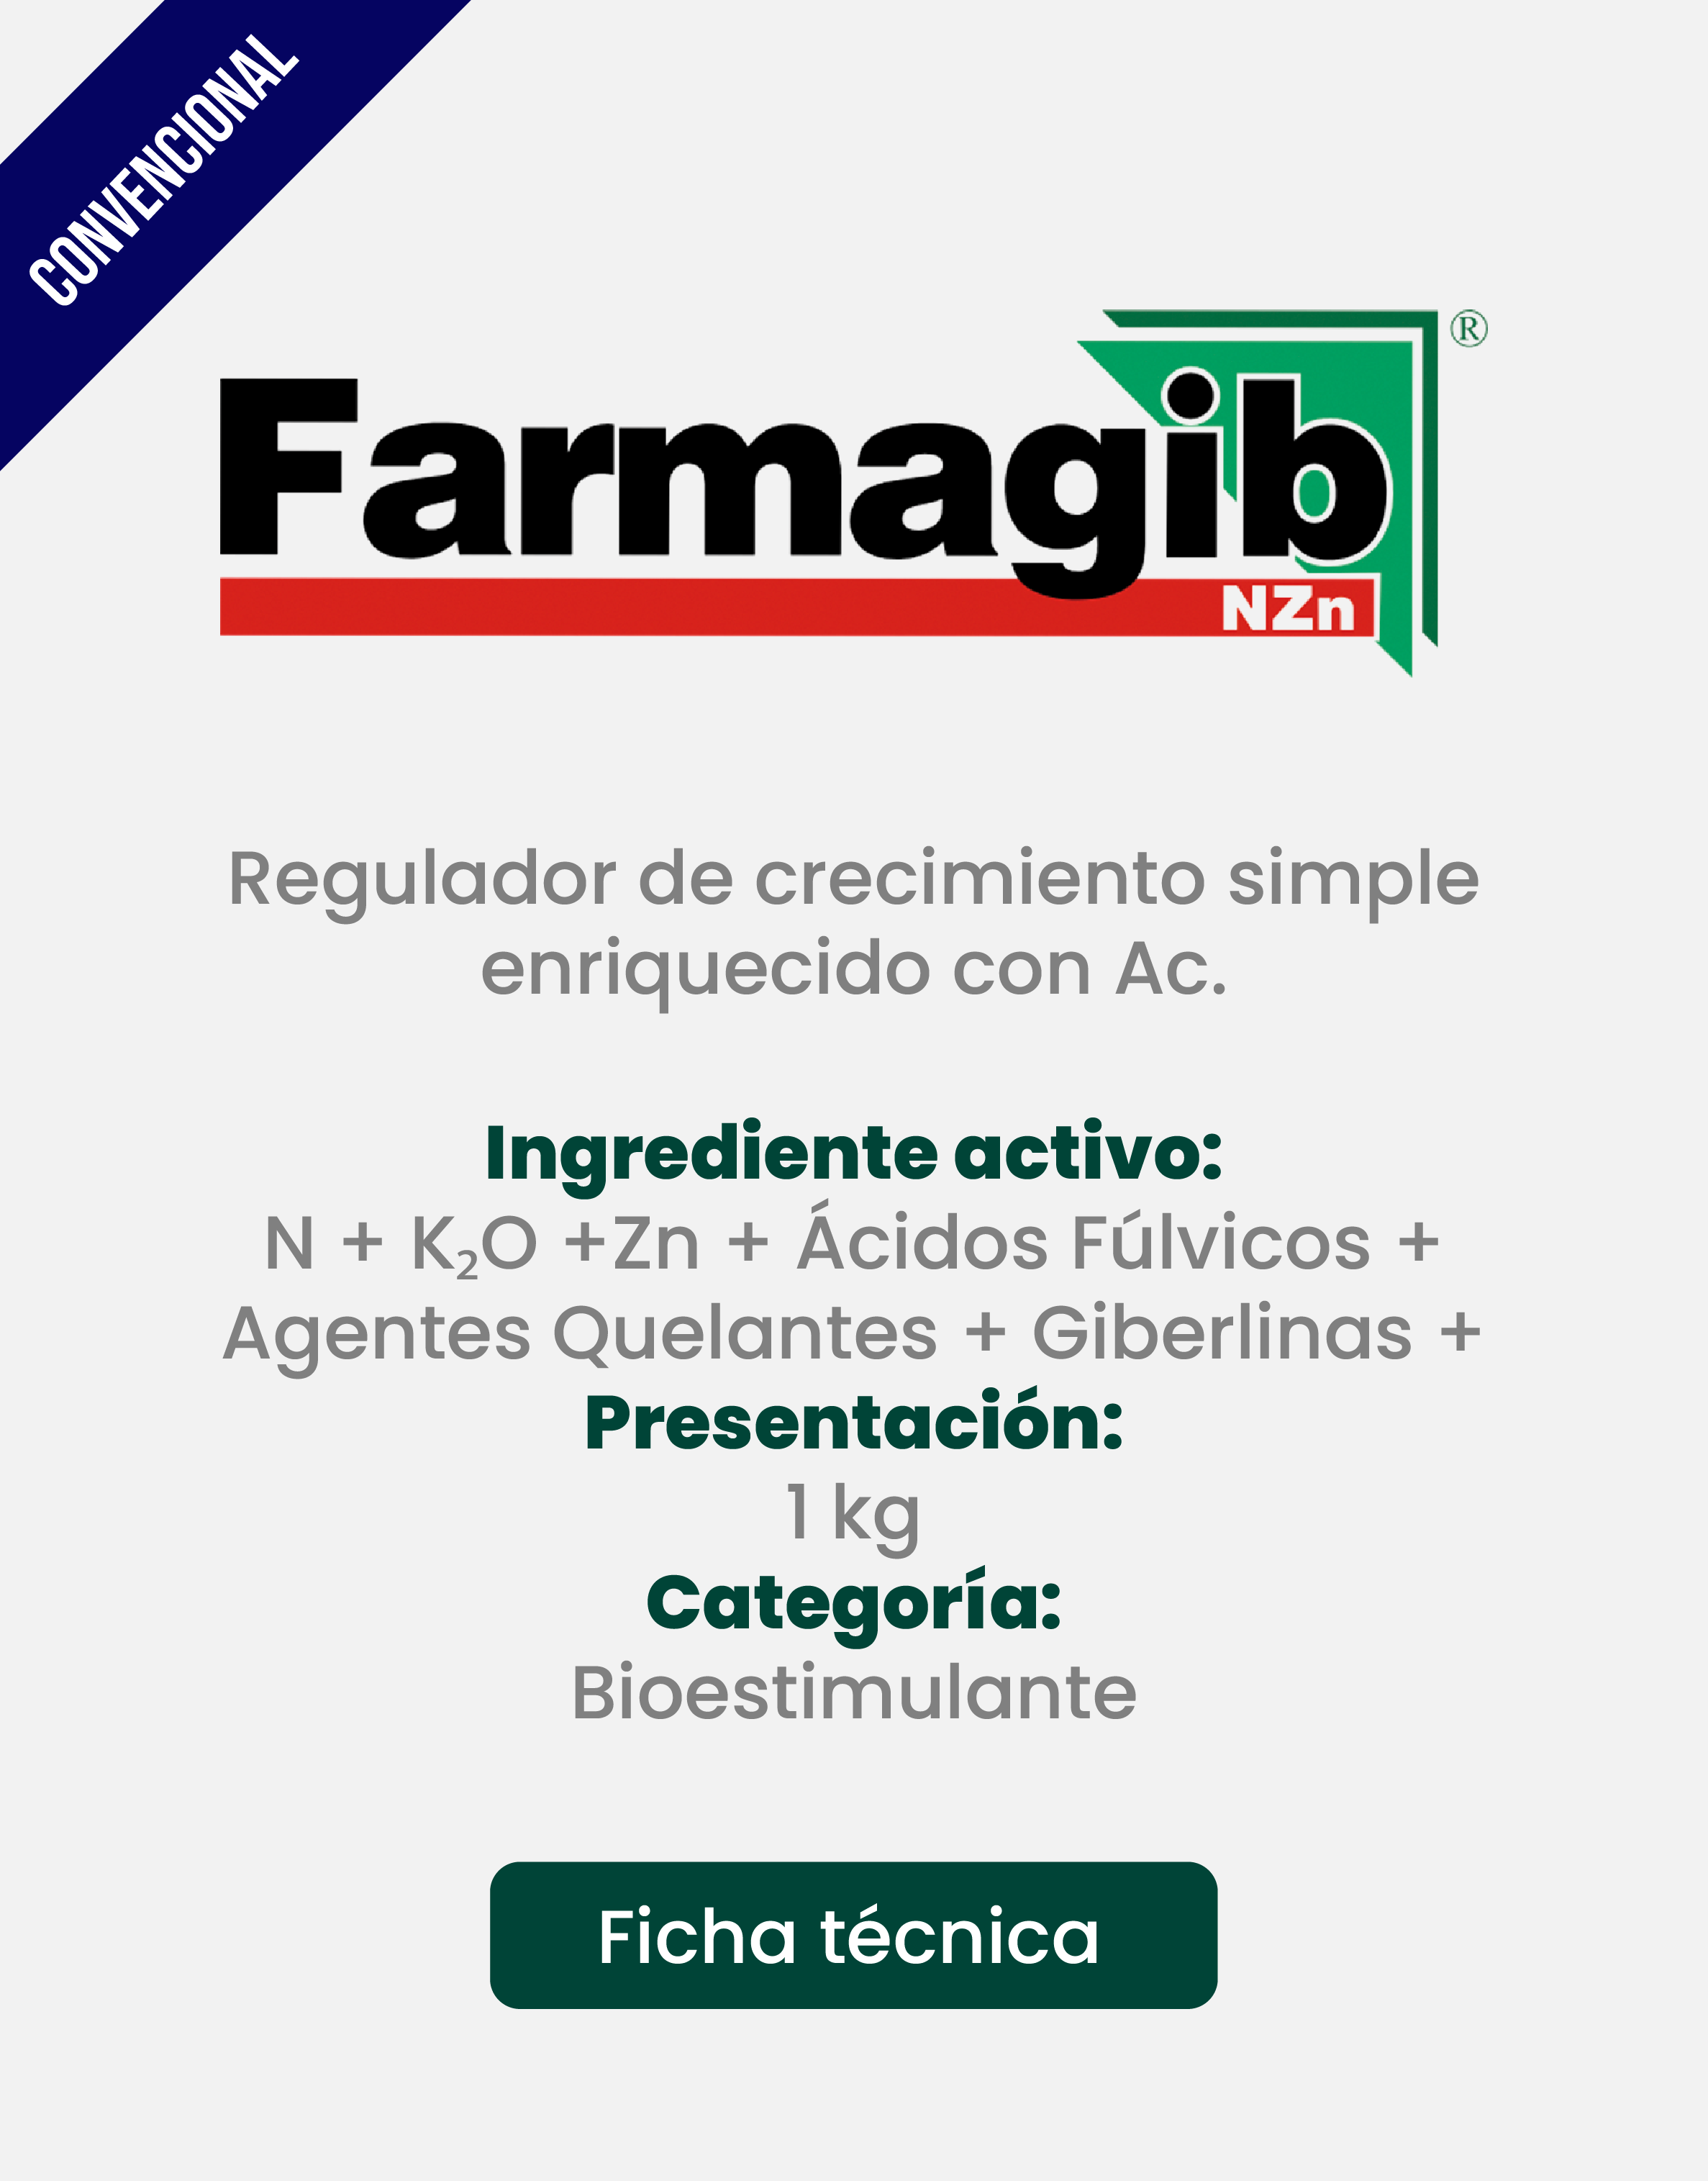 CONVENCIONAL
Farmagib®
NZn
Regulador de crecimiento simple
enriquecido con Ac.
Ingrediente activo:
N + K₂O +Zn + Ácidos Fúlvicos +
Agentes Quelantes + Giberlinas +
Presentación:
1 kg
Categoría:
Bioestimulante
Ficha técnica